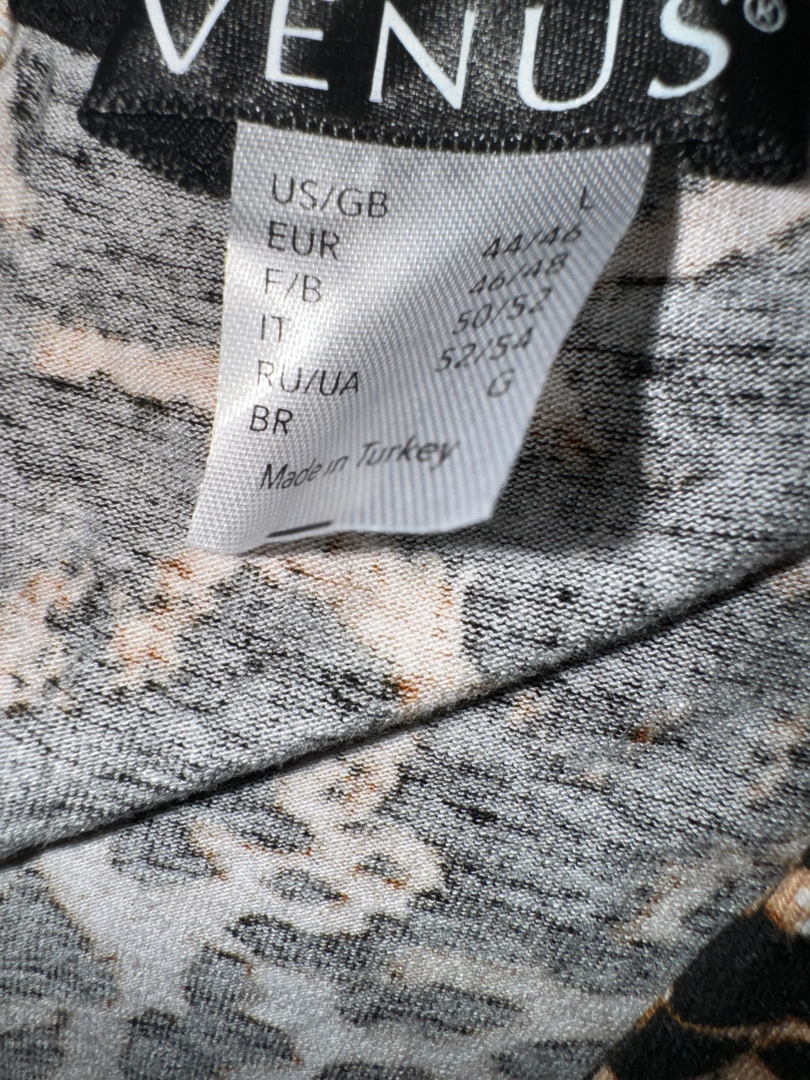 VENUS®
US/GB L
EUR 44/46
F/B 46/48
IT 50/52
RU/UA 52/54
BR G
Made in Turkey